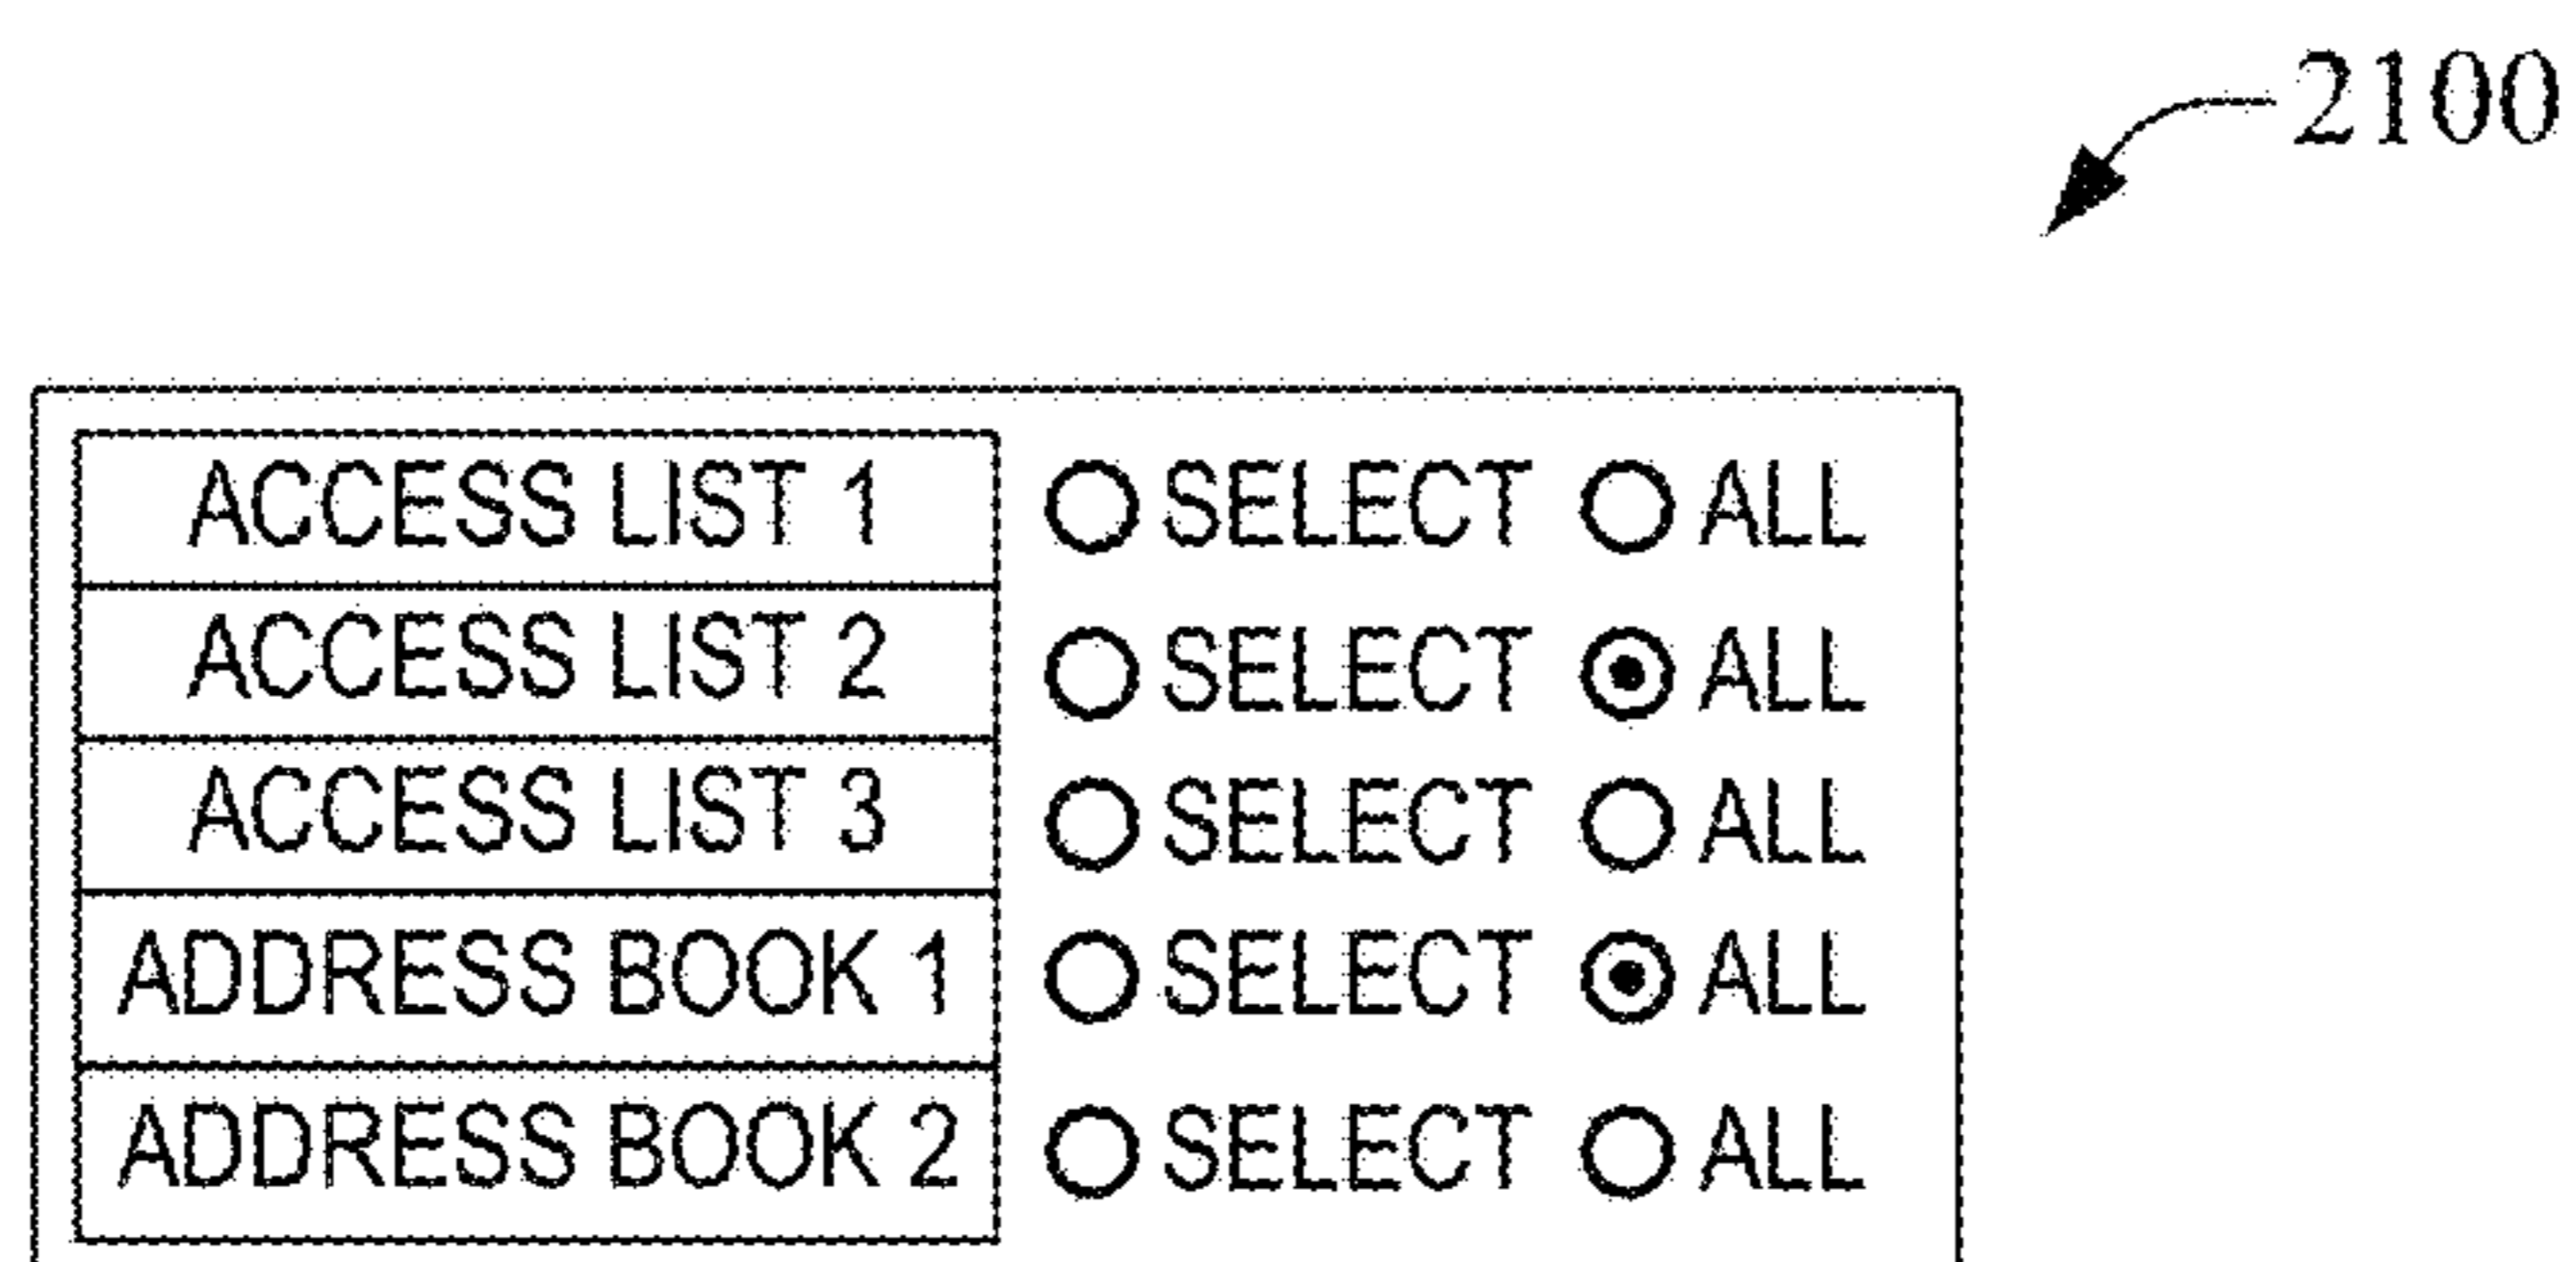 2100
ACCESS LIST 1 SELECT ALL
ACCESS LIST 2 SELECT ALL
ACCESS LIST 3 SELECT ALL
ADDRESS BOOK 1 SELECT ALL
ADDRESS BOOK 2 SELECT ALL